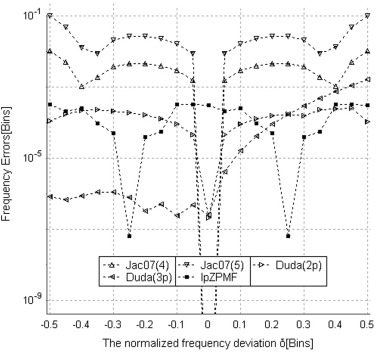 10-1
10-5
10-9
Frequency Errors[Bins]
Jac07(4) Jac07(5) Duda(2p)
Duda(3p) IpZPMF
-0.5 -0.4 -0.3 -0.2 -0.1 0 0.1 0.2 0.3 0.4 0.5
The normalized frequency deviation δ[Bins]